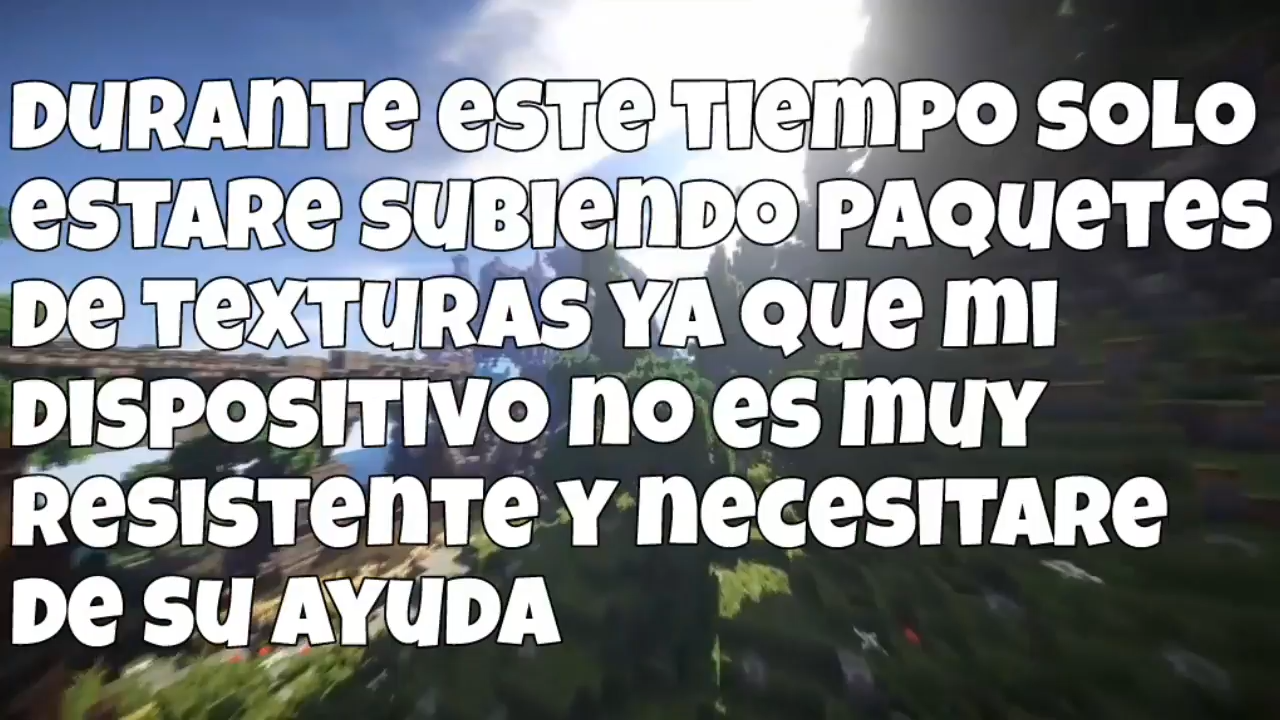 DURANTE ESTE TIEMPO SOLO
ESTARE SUBIENDO PAQUETES
DE TEXTURAS YA QUE MI
DISPOSITIVO NO ES MUY
RESISTENTE Y NECESITARE
DE SU AYUDA